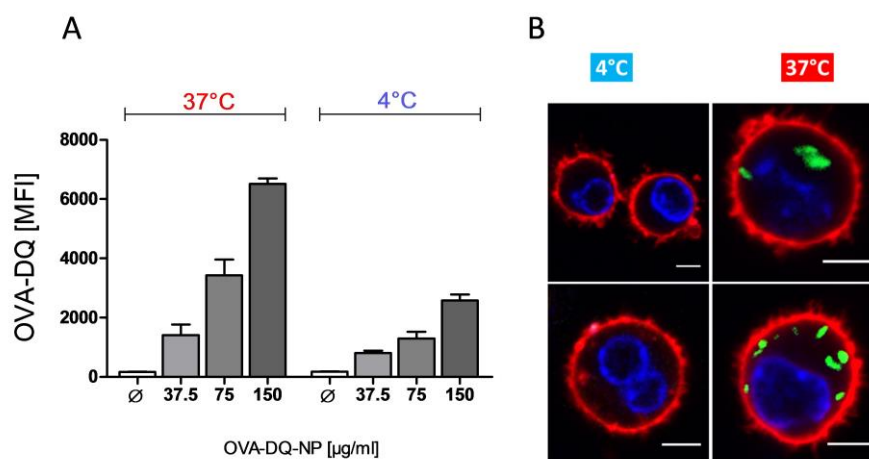 A
37°C
4°C
OVA-DQ [MFI]
8000
6000
4000
2000
0
∅ 37.5 75 150 ∅ 37.5 75 150
OVA-DQ-NP [µg/ml]
B
4°C 37°C